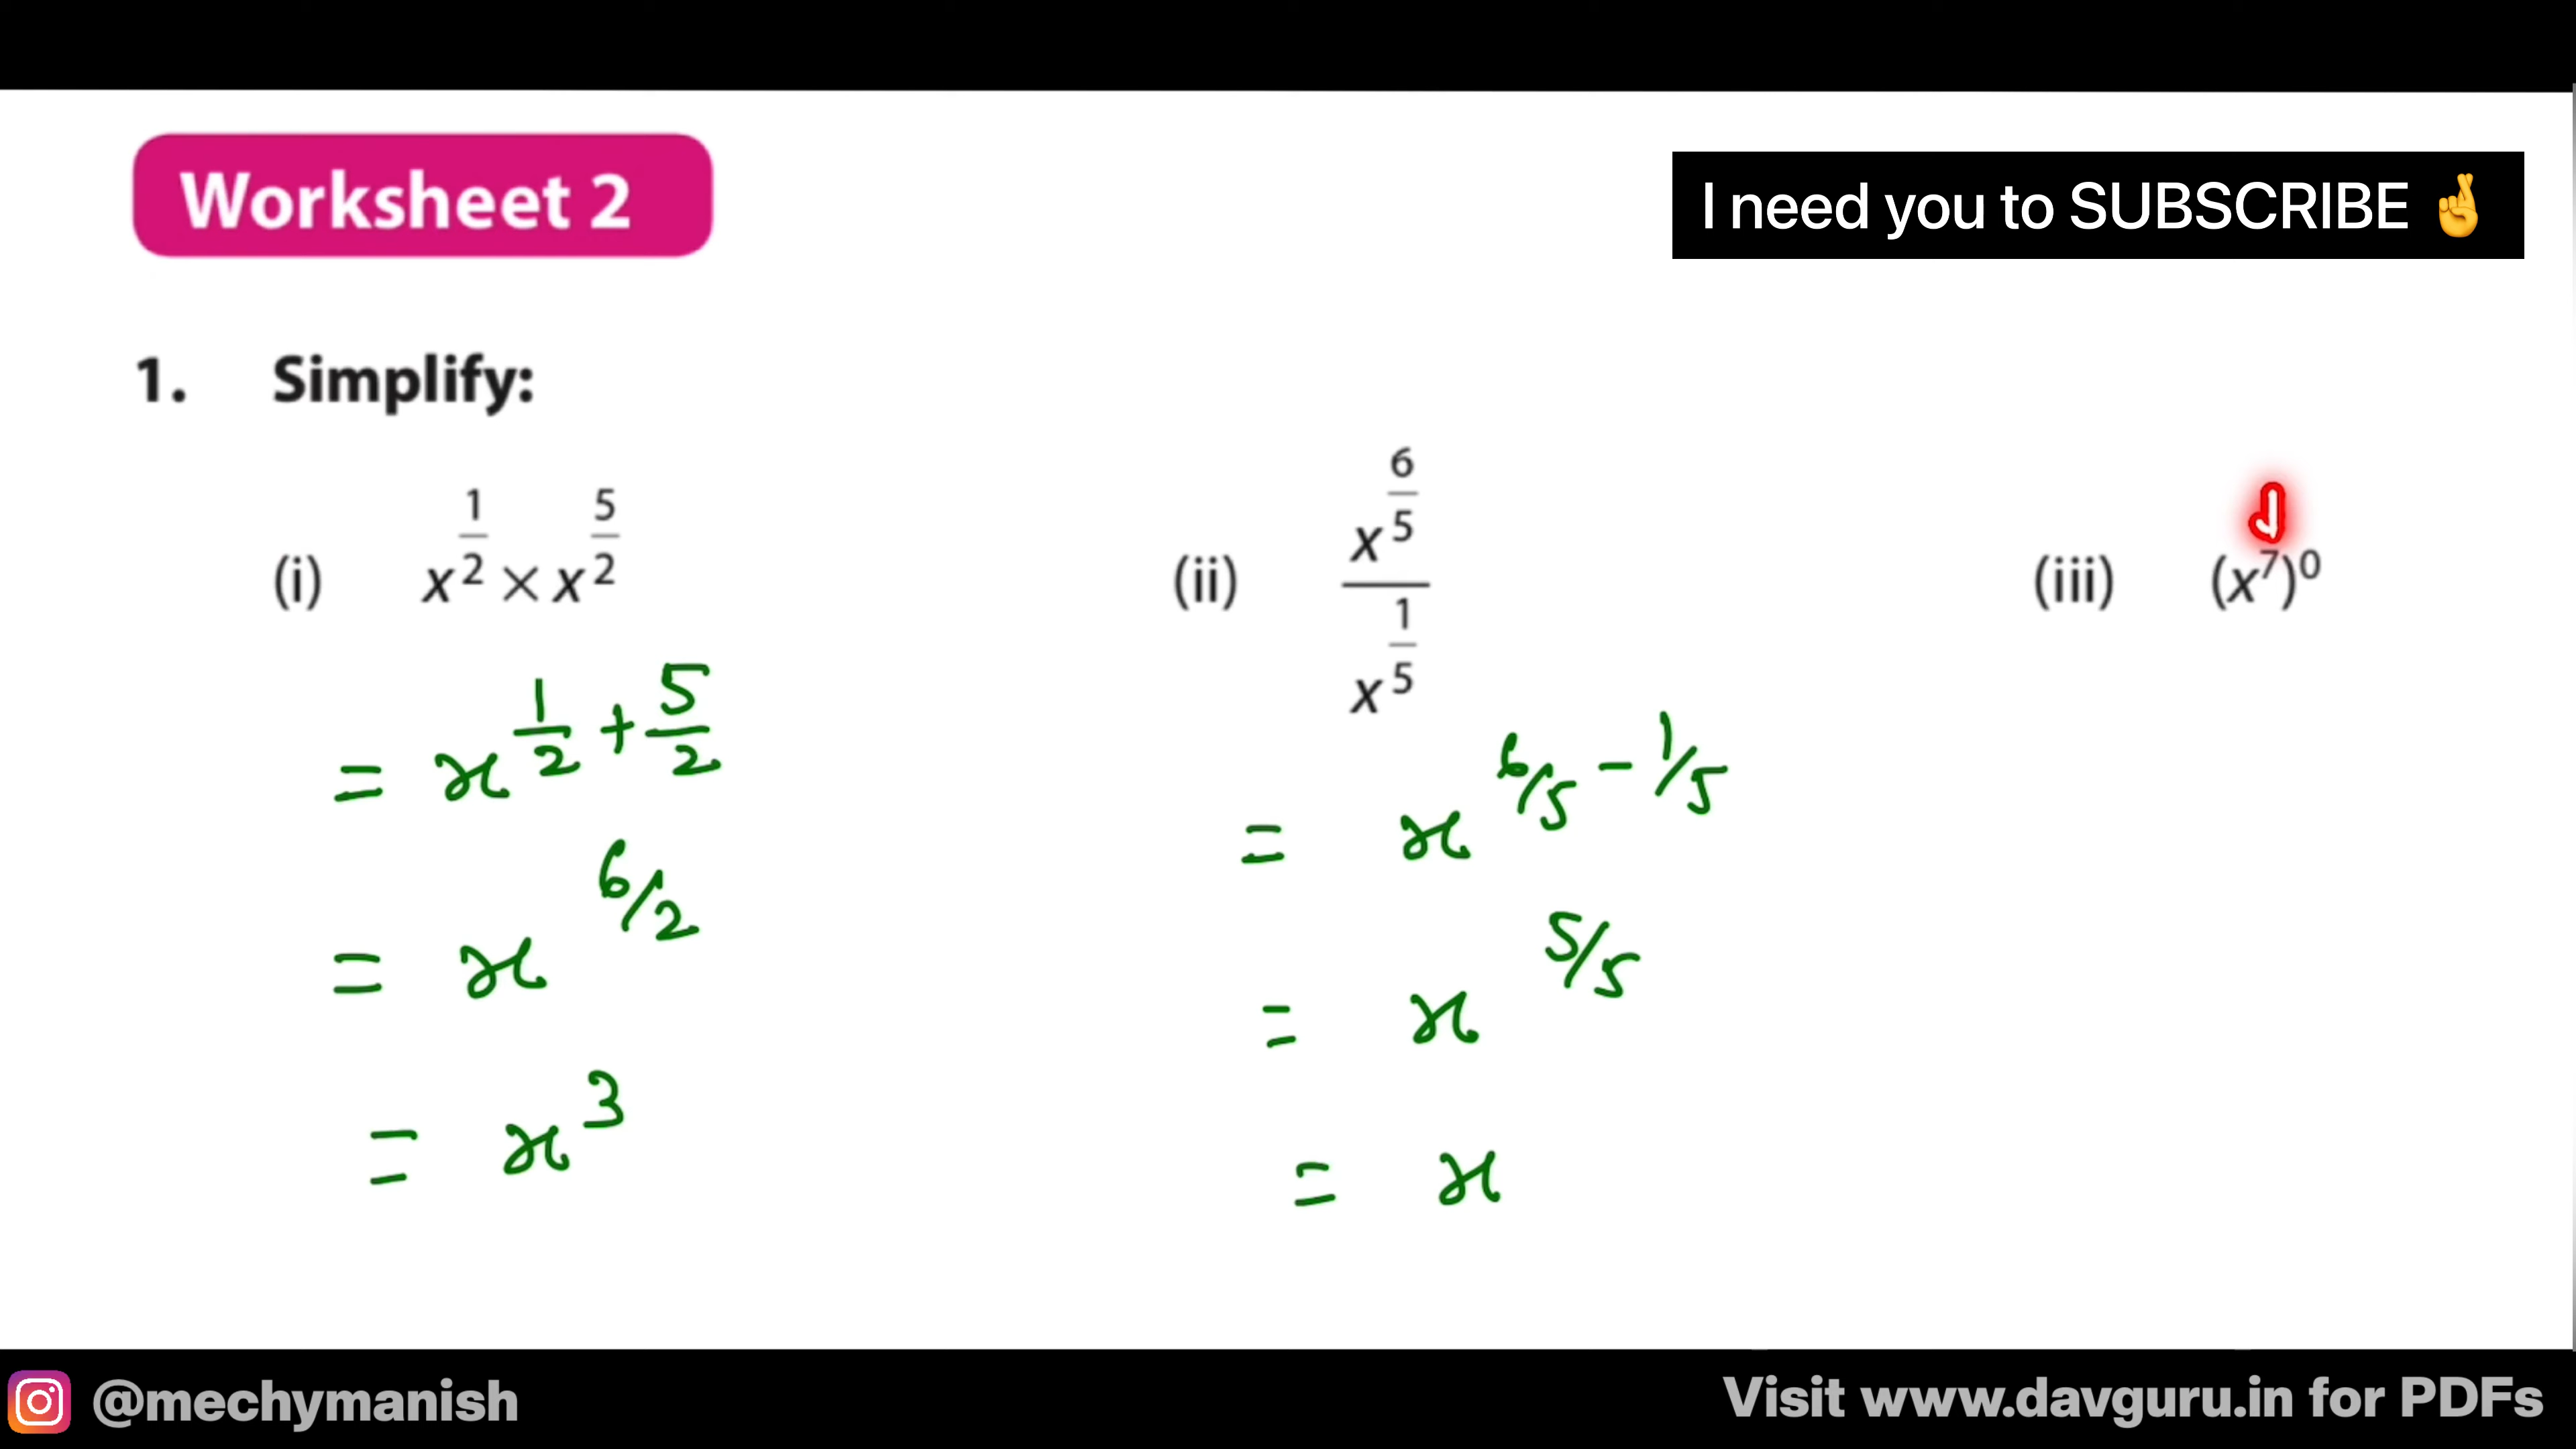 Worksheet 2
I need you to SUBSCRIBE 🤞
1. Simplify:
(i) x^{1/2} × x^{5/2}
= x^{1/2 + 5/2}
= x^{6/2}
= x^3
(ii) \frac{x^{6/5}}{x^{1/5}}
= x^{6/5 - 1/5}
= x^{5/5}
= x
(iii) (x^7)^0
@mechymanish
Visit www.davguru.in for PDFs